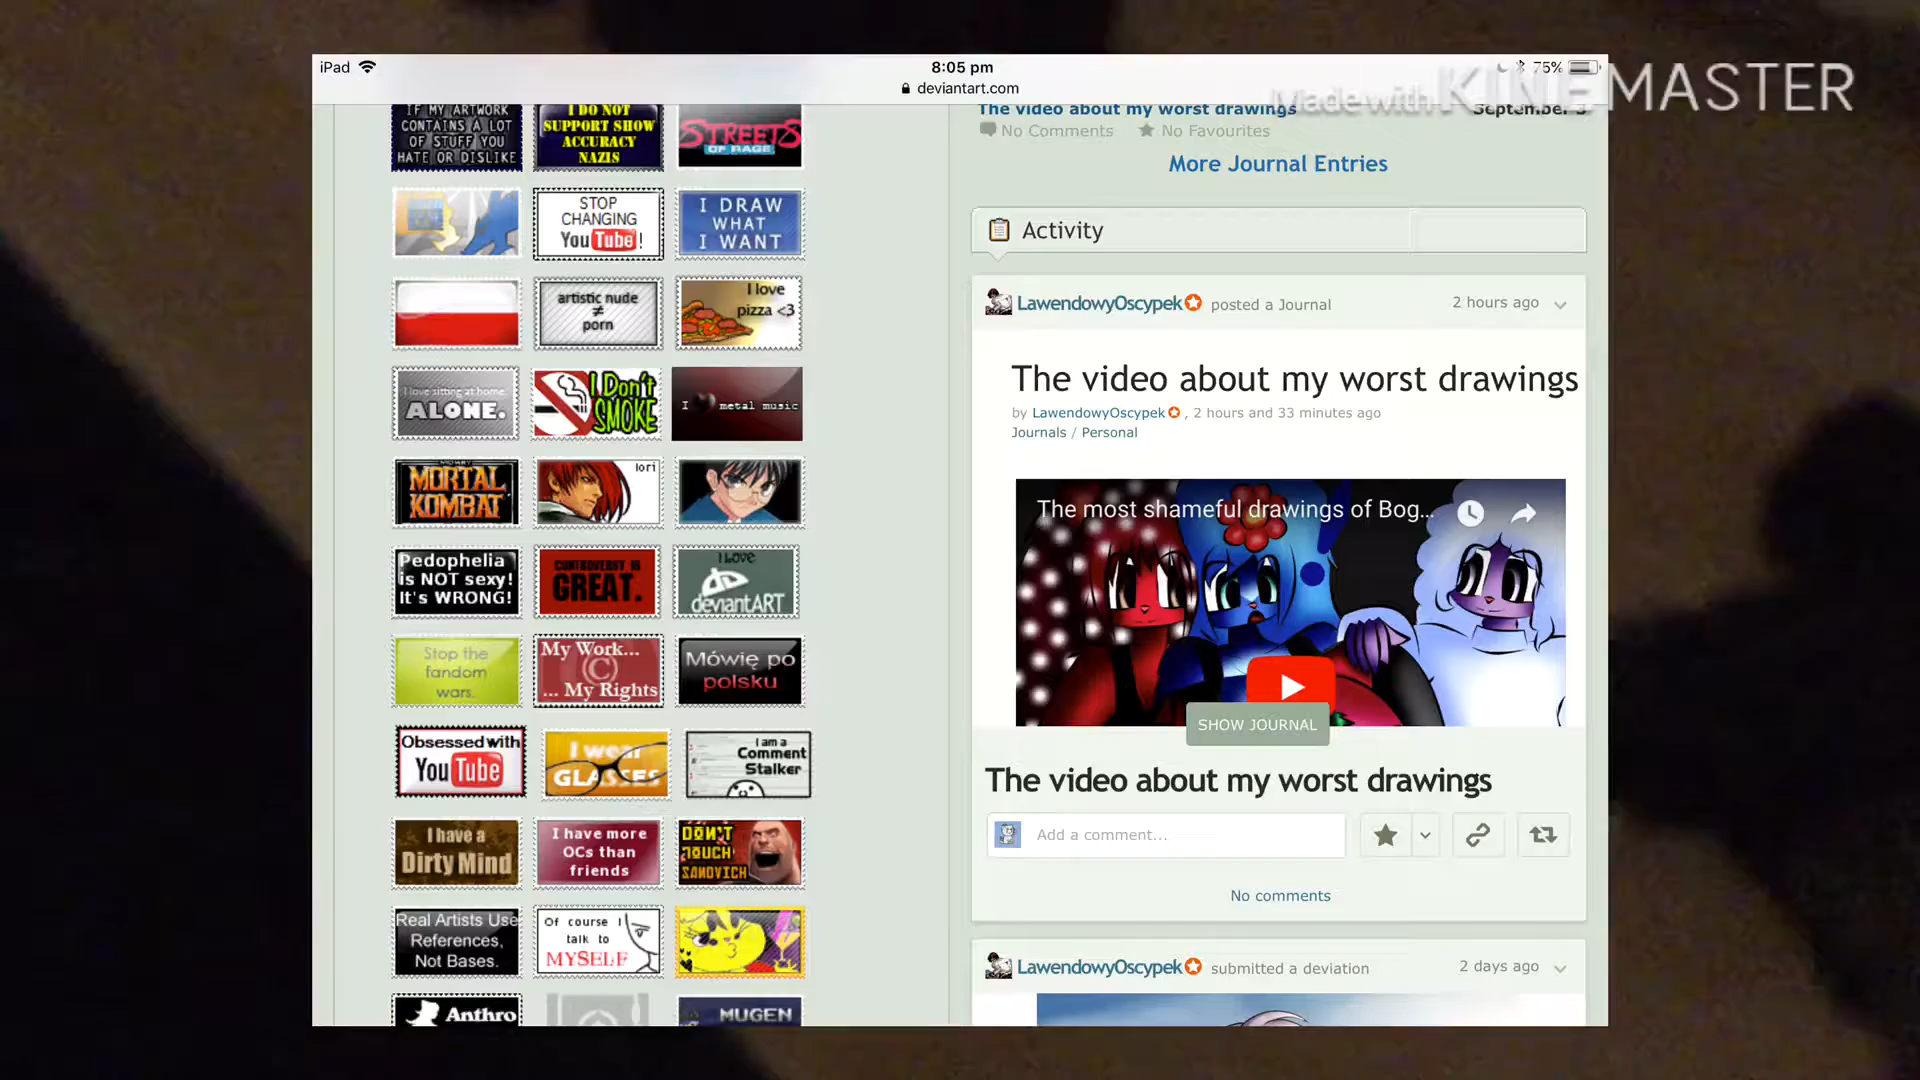 iPad
8:05 pm
75%
deviantart.com
Made with KINEMASTER
IF MY ARTWORK
CONTAINS A LOT
OF STUFF YOU
HATE OR DISLIKE
I DO NOT
SUPPORT SHOW
ACCURACY
NAZIS
STREETS
OF RAGE
STOP
CHANGING
YouTube!
I DRAW
WHAT
I WANT
artistic nude
≠
porn
I love
pizza <3
I love sitting at home.
ALONE.
I Don't
SMOKE
I metal music
MORTAL
KOMBAT
Iori
Pedophelia
is NOT sexy!
It's WRONG!
CONTROVERSY IS
GREAT.
I love
deviantART
Stop the
fandom
wars.
My Work...
©
... My Rights
Mówię po
polsku
Obsessed with
YouTube
I wear
GLASSES
I am a
Comment
Stalker
I have a
Dirty Mind
I have more
OCs than
friends
DON'T
TOUCH
SANDVICH
Real Artists Use
References,
Not Bases.
Of course I
talk to
MYSELF
Anthro
MUGEN
The video about my worst drawings
September 3
No Comments
No Favourites
More Journal Entries
Activity
LawendowyOscypek posted a Journal
2 hours ago
The video about my worst drawings
by LawendowyOscypek , 2 hours and 33 minutes ago
Journals / Personal
The most shameful drawings of Bog...
SHOW JOURNAL
The video about my worst drawings
Add a comment...
No comments
LawendowyOscypek submitted a deviation
2 days ago